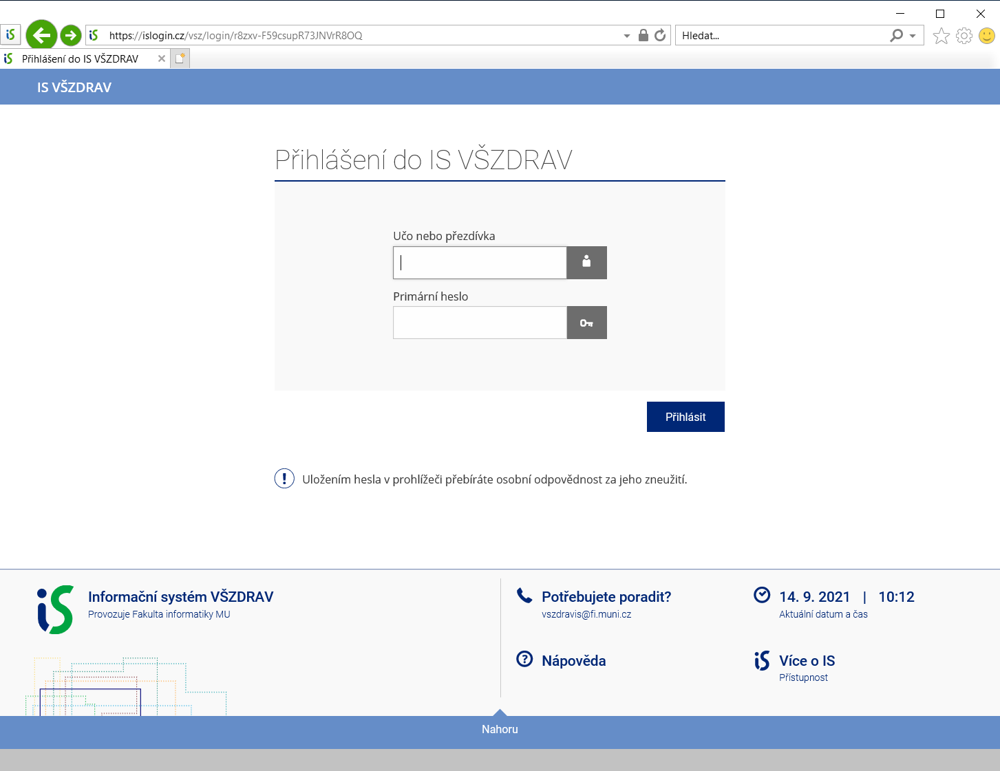 https://islogin.cz/vsz/login/r8zxv-F59csupR73JNVrR8OQ
Hledat...
Přihlášení do IS VŠZDRAV
IS VŠZDRAV
Přihlášení do IS VŠZDRAV
Učo nebo přezdívka
Primární heslo
Přihlásit
Uložením hesla v prohlížeči přebíráte osobní odpovědnost za jeho zneužití.
Informační systém VŠZDRAV
Provozuje Fakulta informatiky MU
Potřebujete poradit?
vszdravis@fi.muni.cz
14. 9. 2021 | 10:12
Aktuální datum a čas
Nápověda
Více o IS
Přístupnost
Nahoru